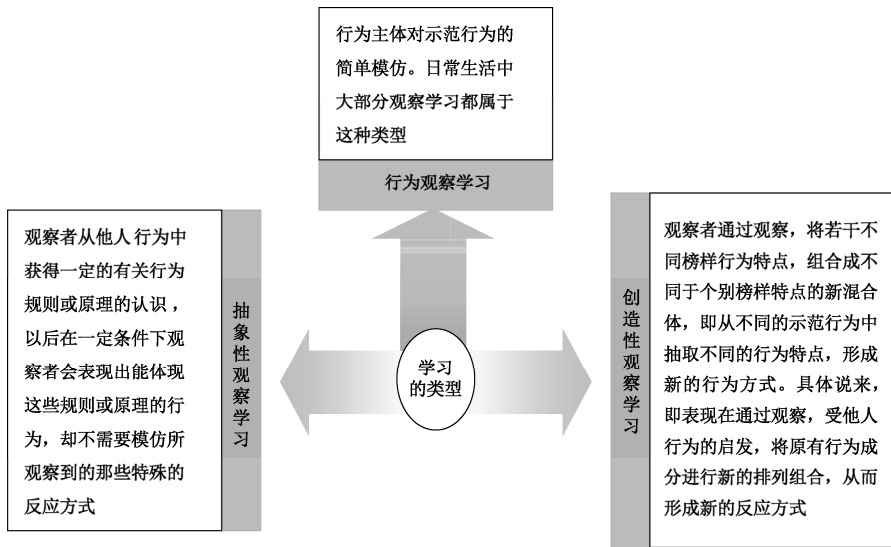 行为主体对示范行为的
简单模仿。日常生活中
大部分观察学习都属于
这种类型
行为观察学习
观察者从他人行为中
获得一定的有关行为
规则或原理的认识，
以后在一定条件下观
察者会表现出能体现
这些规则或原理的行
为，却不需要模仿所
观察到的那些特殊的
反应方式
抽象性观察学习
学习
的类型
创造性观察学习
观察者通过观察，将若干不
同榜样行为特点，组合成不
同于个别榜样特点的新混合
体，即从不同的示范行为中
抽取不同的行为特点，形成
新的行为方式。具体说来，
即表现在通过观察，受他人
行为的启发，将原有行为成
分进行新的排列组合，从而
形成新的反应方式